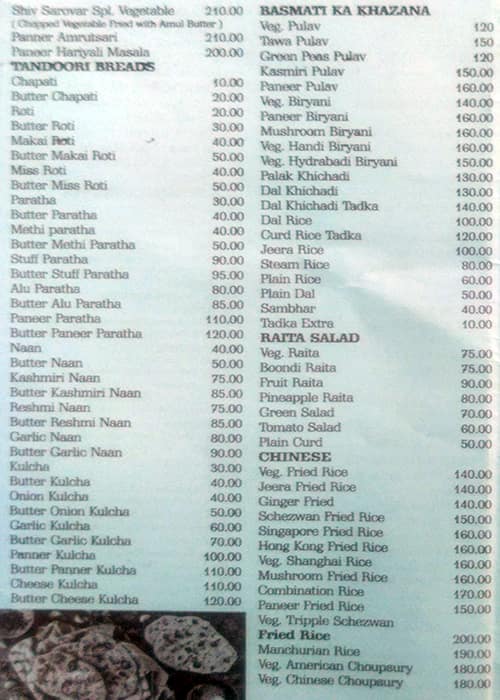 Shiv Sarovar Spl. Vegetable 210.00
( Chopped Vegetable Fried with Amul Butter )
Panner Amrutsari 210.00
Paneer Hariyali Masala 200.00
TANDOORI BREADS
Chapati 10.00
Butter Chapati 20.00
Roti 20.00
Butter Roti 30.00
Makai Roti 40.00
Butter Makai Roti 50.00
Miss Roti 40.00
Butter Miss Roti 50.00
Paratha 30.00
Butter Paratha 40.00
Methi paratha 40.00
Butter Methi Paratha 50.00
Stuff Paratha 90.00
Butter Stuff Paratha 95.00
Alu Paratha 80.00
Butter Alu Paratha 85.00
Paneer Paratha 110.00
Butter Paneer Paratha 120.00
Naan 40.00
Butter Naan 50.00
Kashmiri Naan 75.00
Butter Kashmiri Naan 85.00
Reshmi Naan 75.00
Butter Reshmi Naan 85.00
Garlic Naan 80.00
Butter Garlic Naan 90.00
Kulcha 30.00
Butter Kulcha 40.00
Onion Kulcha 40.00
Butter Onion Kulcha 50.00
Garlic Kulcha 60.00
Butter Garlic Kulcha 70.00
Panner Kulcha 100.00
Butter Panner Kulcha 110.00
Cheese Kulcha 110.00
Butter Cheese Kulcha 120.00
BASMATI KA KHAZANA
Veg. Pulav 120
Tawa Pulav 150
Green Peas Pulav 120
Kasmiri Pulav 150.00
Paneer Pulav 160.00
Veg. Biryani 140.00
Paneer Biryani 160.00
Mushroom Biryani 160.00
Veg. Handi Biryani 160.00
Veg. Hydrabadi Biryani 150.00
Palak Khichadi 130.00
Dal Khichadi 130.00
Dal Khichadi Tadka 140.00
Dal Rice 100.00
Curd Rice Tadka 120.00
Jeera Rice 100.00
Steam Rice 80.00
Plain Rice 60.00
Plain Dal 50.00
Sambhar 40.00
Tadka Extra 10.00
RAITA SALAD
Veg. Raita 75.00
Boondi Raita 75.00
Fruit Raita 90.00
Pineapple Raita 80.00
Green Salad 70.00
Tomato Salad 60.00
Plain Curd 50.00
CHINESE
Veg. Fried Rice 140.00
Jeera Fried Rice 140.00
Ginger Fried 140.00
Schezwan Fried Rice 150.00
Singapore Fried Rice 160.00
Hong Kong Fried Rice 160.00
Veg. Shanghai Rice 160.00
Mushroom Fried Rice 160.00
Combination Rice 170.00
Paneer Fried Rice 150.00
Veg. Tripple Schezwan
Fried Rice 200.00
Manchurian Rice 190.00
Veg. American Choupsury 180.00
Veg. Chinese Choupsury 180.00